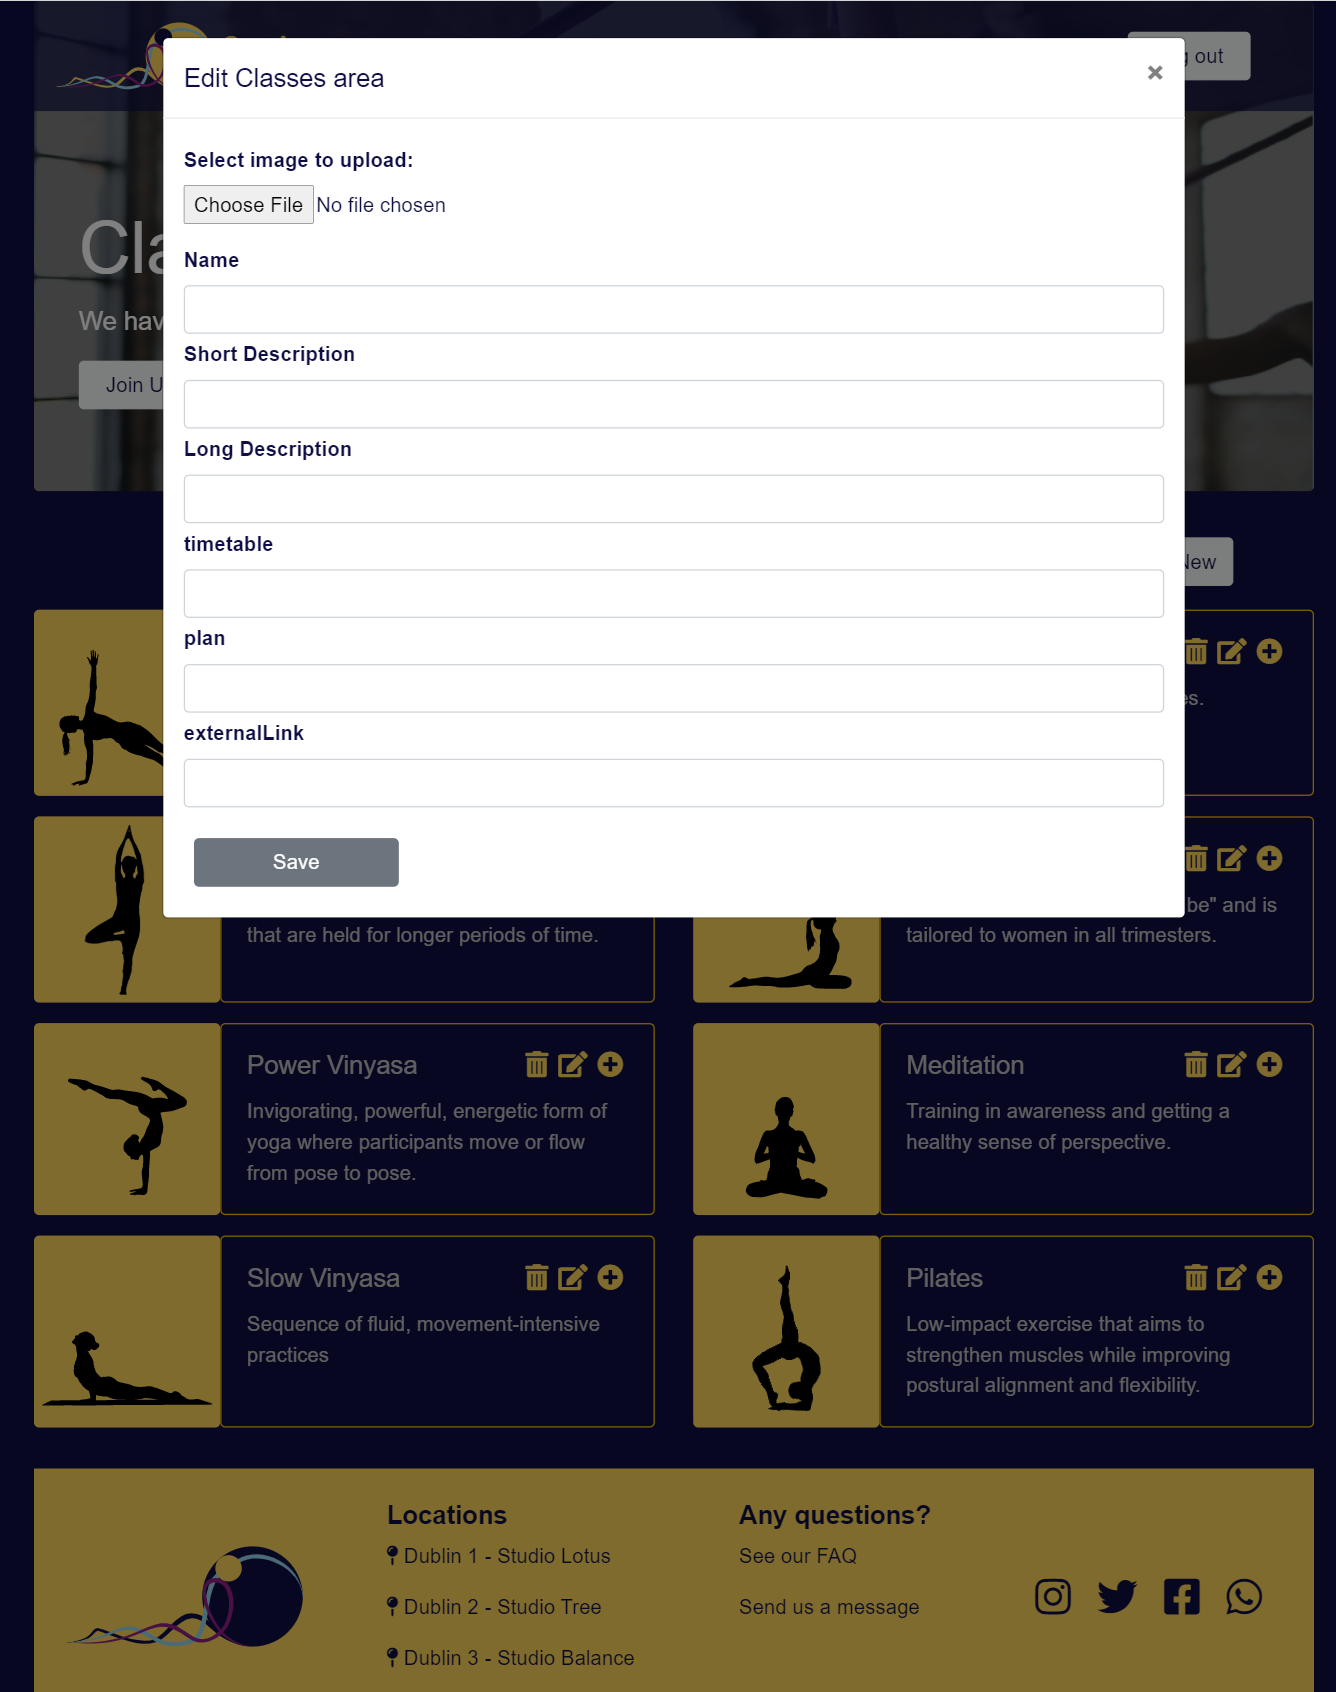 Edit Classes area
×
out
Select image to upload:
Choose File No file chosen
Name
We hav
Short Description
Join U
Long Description
timetable
New
plan
externalLink
Save
be" and is
that are held for longer periods of time.
tailored to women in all trimesters.
Power Vinyasa
Invigorating, powerful, energetic form of
yoga where participants move or flow
from pose to pose.
Meditation
Training in awareness and getting a
healthy sense of perspective.
Slow Vinyasa
Sequence of fluid, movement-intensive
practices
Pilates
Low-impact exercise that aims to
strengthen muscles while improving
postural alignment and flexibility.
Locations
Dublin 1 - Studio Lotus
Dublin 2 - Studio Tree
Dublin 3 - Studio Balance
Any questions?
See our FAQ
Send us a message